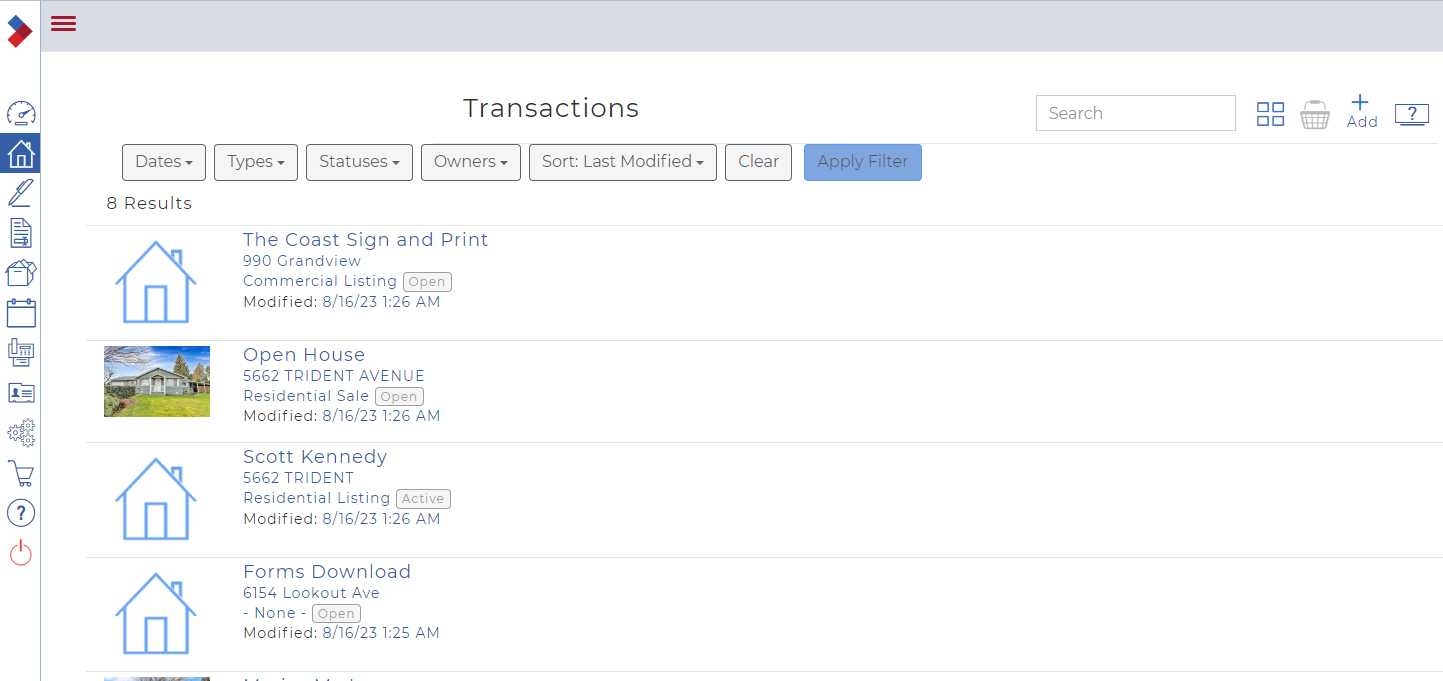 Transactions
Search
Add
?
Dates
Types
Statuses
Owners
Sort: Last Modified
Clear
Apply Filter
8 Results
The Coast Sign and Print
990 Grandview
Commercial Listing Open
Modified: 8/16/23 1:26 AM
Open House
5662 TRIDENT AVENUE
Residential Sale Open
Modified: 8/16/23 1:26 AM
Scott Kennedy
5662 TRIDENT
Residential Listing Active
Modified: 8/16/23 1:26 AM
Forms Download
6154 Lookout Ave
- None - Open
Modified: 8/16/23 1:25 AM
?